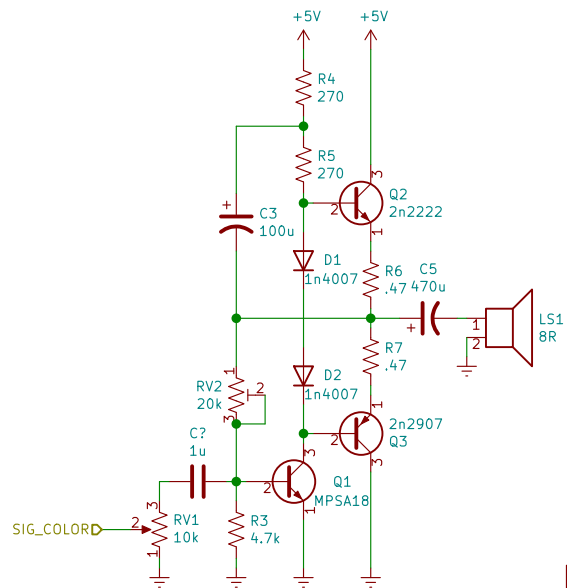 +5V +5V
R4
270
R5
270
3
Q2
2
2n2222
+
C3
100u
1
D1
1n4007
R6
.47
C5
470u
+
1
2
LS1
8R
R7
.47
D2
1n4007
1
RV2
20k
2
3
1
2n2907
2
Q3
3
C?
1u
3
Q1
2
MPSA18
1
3
SIG_COLOR
2
RV1
10k
1
R3
4.7k